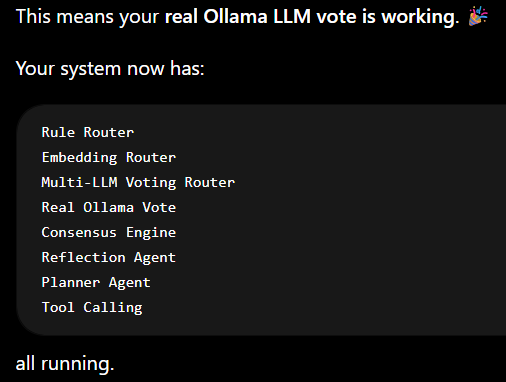 This means your real Ollama LLM vote is working. 🎉
Your system now has:
Rule Router
Embedding Router
Multi-LLM Voting Router
Real Ollama Vote
Consensus Engine
Reflection Agent
Planner Agent
Tool Calling
all running.